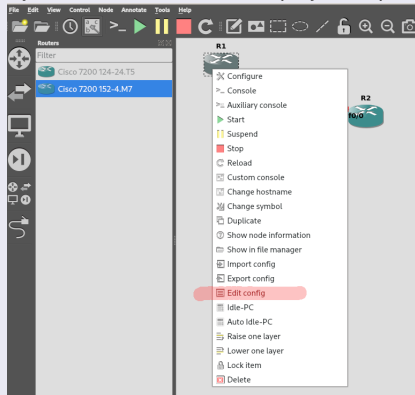 File Edit View Control Node Annotate Tools Help
Routers
Filter
Cisco 7200 124-24.T5
Cisco 7200 152-4.M7
R1
R2
f0/0
Configure
Console
Auxiliary console
Start
Suspend
Stop
Reload
Custom console
Change hostname
Change symbol
Duplicate
Show node information
Show in file manager
Import config
Export config
Edit config
Idle-PC
Auto Idle-PC
Raise one layer
Lower one layer
Lock item
Delete